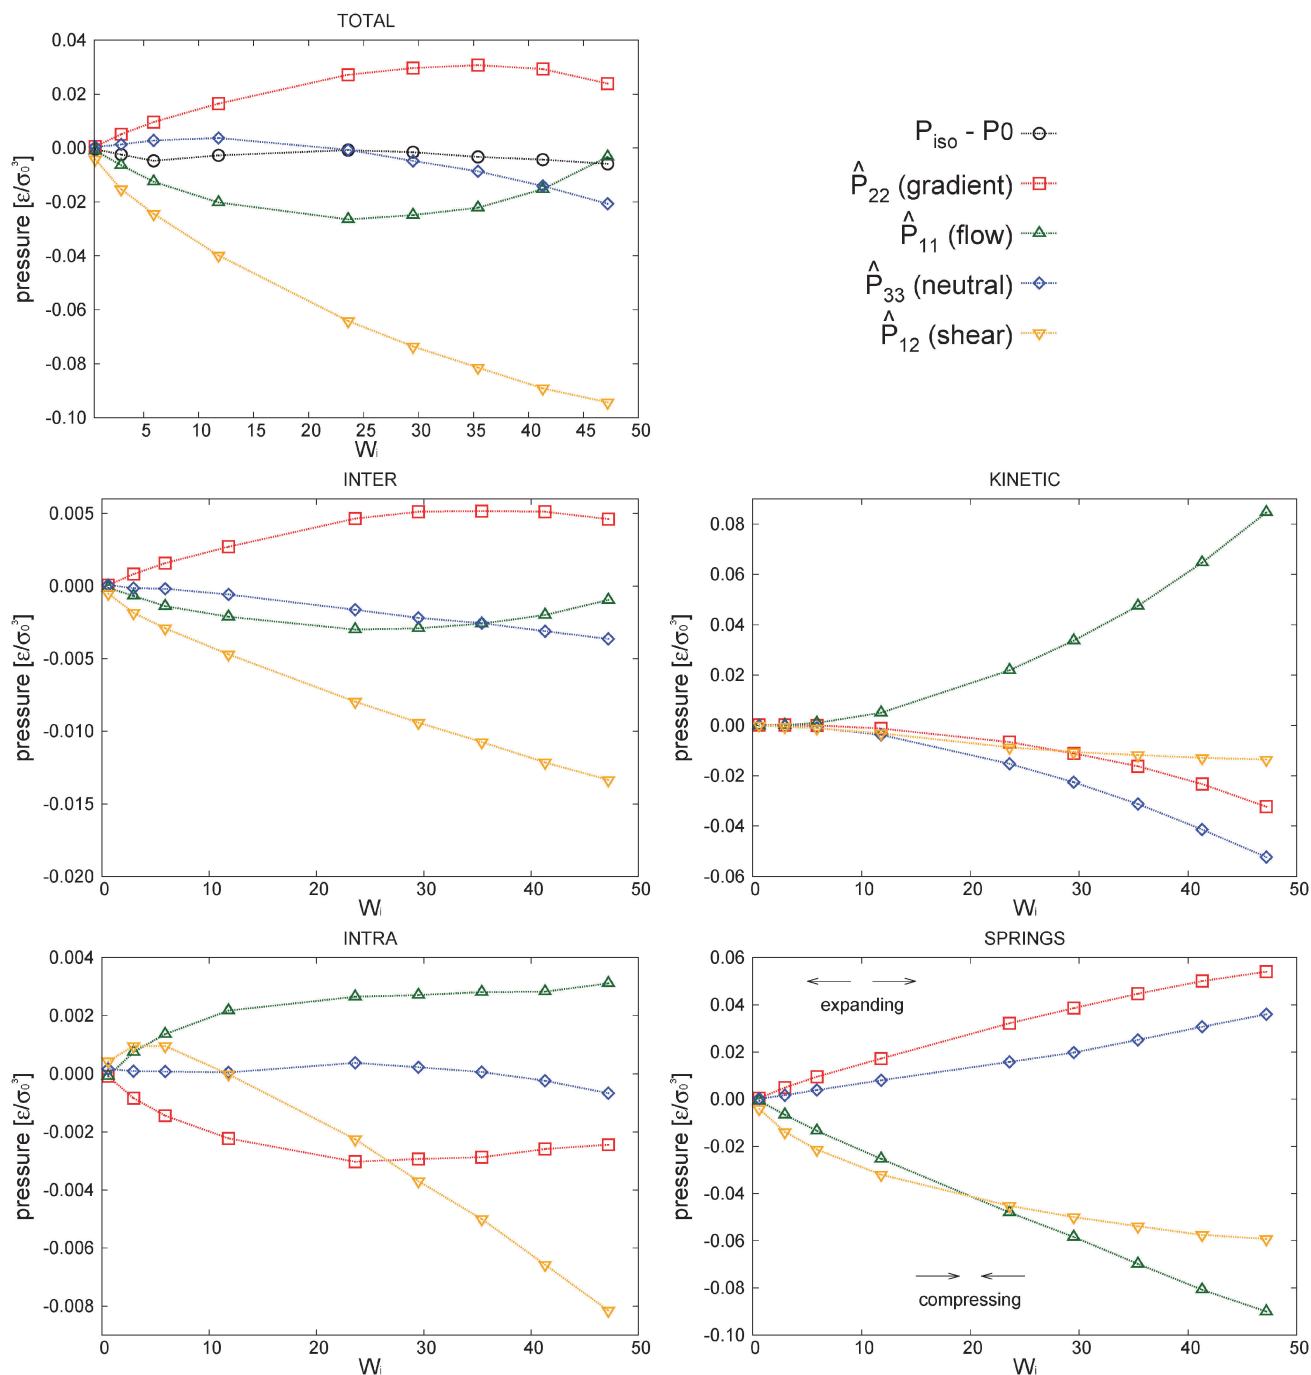 TOTAL
0.04
0.02
0.00
-0.02
-0.04
-0.06
-0.08
-0.10
pressure [ε/σ₀³]
5 10 15 20 25 30 35 40 45 50
Wᵢ
P_iso - P0
P̂₂₂ (gradient)
P̂₁₁ (flow)
P̂₃₃ (neutral)
P̂₁₂ (shear)
INTER
0.005
0.000
-0.005
-0.010
-0.015
-0.020
pressure [ε/σ₀³]
0 10 20 30 40 50
Wᵢ
KINETIC
0.08
0.06
0.04
0.02
0.00
-0.02
-0.04
-0.06
pressure [ε/σ₀³]
0 10 20 30 40 50
Wᵢ
INTRA
0.004
0.002
0.000
-0.002
-0.004
-0.006
-0.008
pressure [ε/σ₀³]
0 10 20 30 40 50
Wᵢ
SPRINGS
0.06
0.04
0.02
0.00
-0.02
-0.04
-0.06
-0.08
-0.10
pressure [ε/σ₀³]
expanding
compressing
0 10 20 30 40 50
Wᵢ